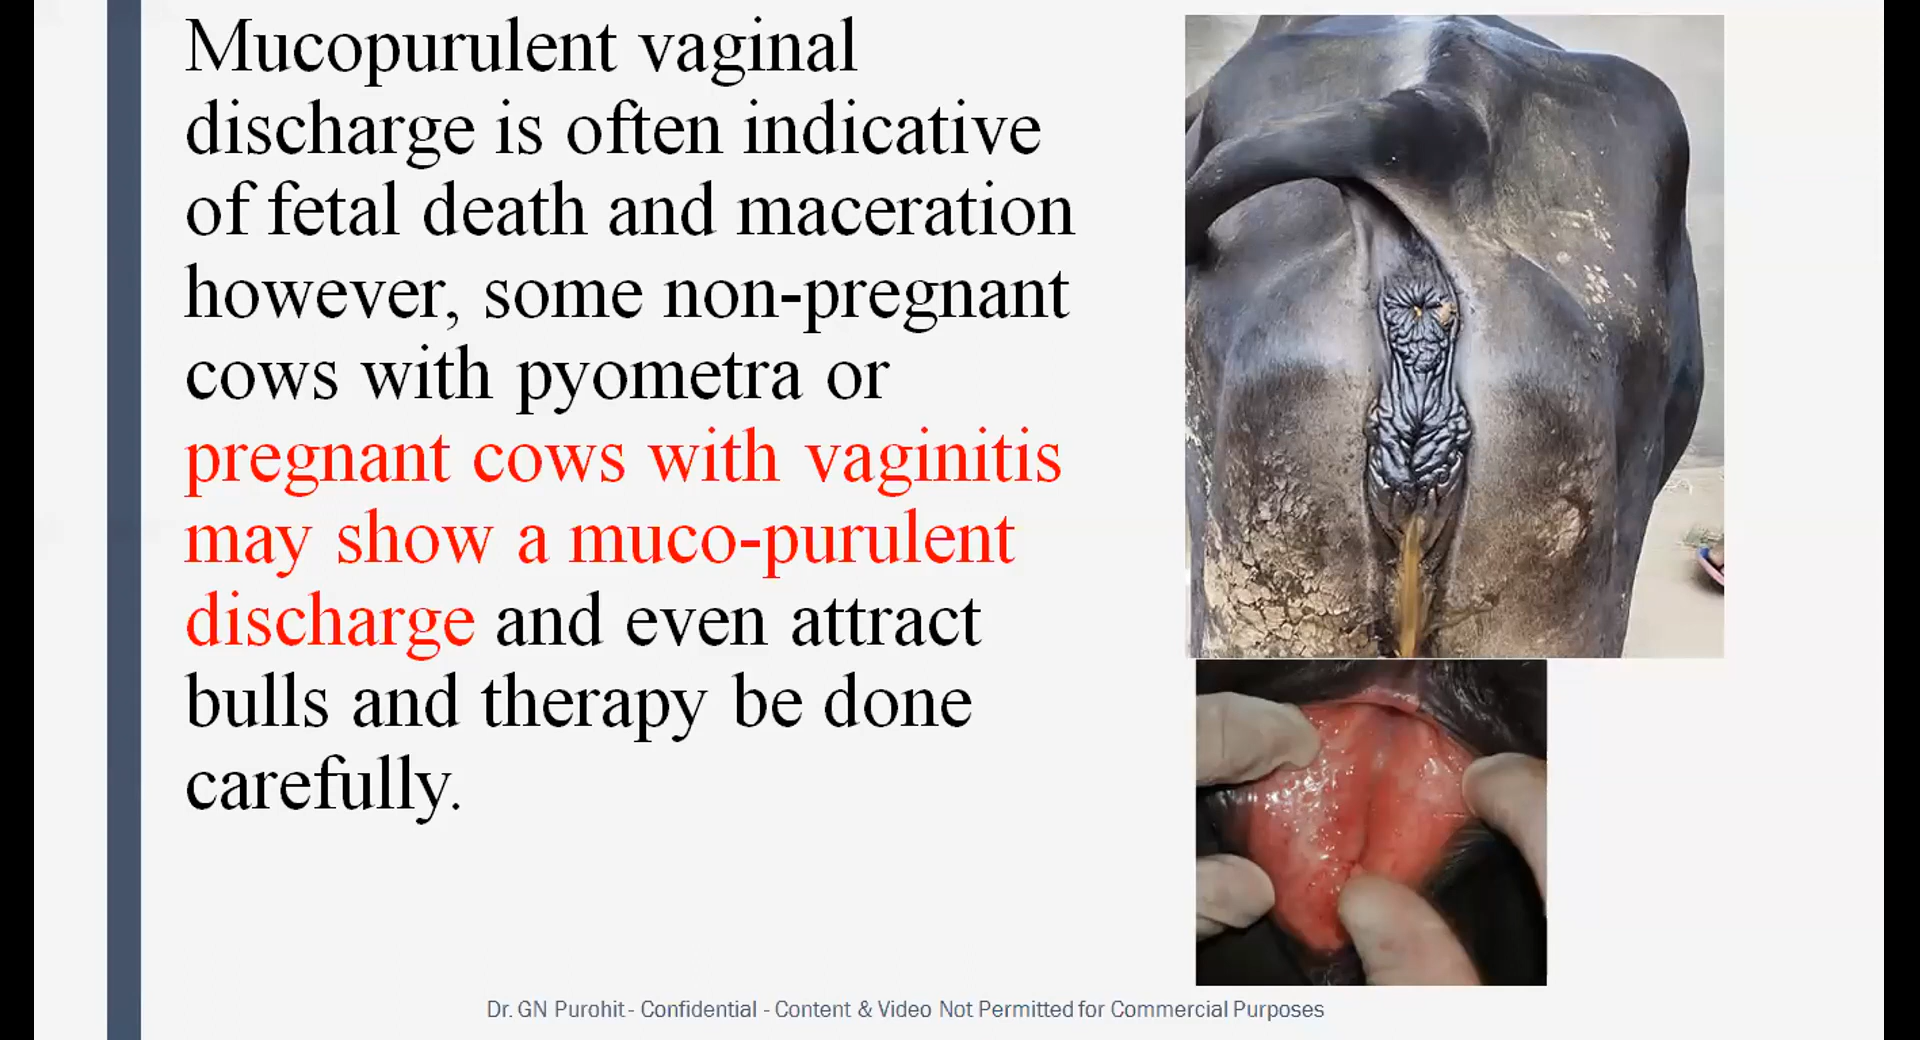 Mucopurulent vaginal
discharge is often indicative
of fetal death and maceration
however, some non-pregnant
cows with pyometra or
pregnant cows with vaginitis
may show a muco-purulent
discharge and even attract
bulls and therapy be done
carefully.
Dr. GN Purohit - Confidential - Content & Video Not Permitted for Commercial Purposes